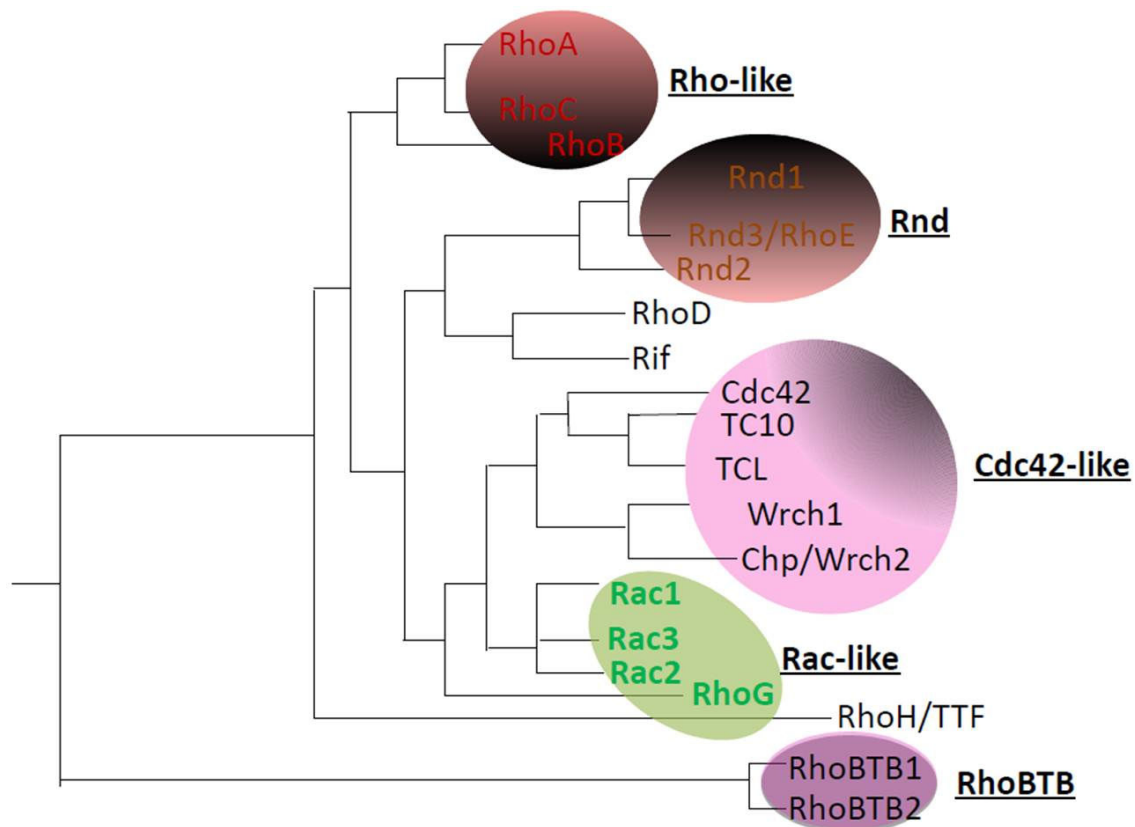 RhoA
Rho-like
RhoC
RhoB
Rnd1
Rnd
Rnd3/RhoE
Rnd2
RhoD
Rif
Cdc42
TC10
Cdc42-like
TCL
Wrch1
Chp/Wrch2
Rac1
Rac3
Rac-like
Rac2
RhoG
RhoH/TTF
RhoBTB1
RhoBTB
RhoBTB2